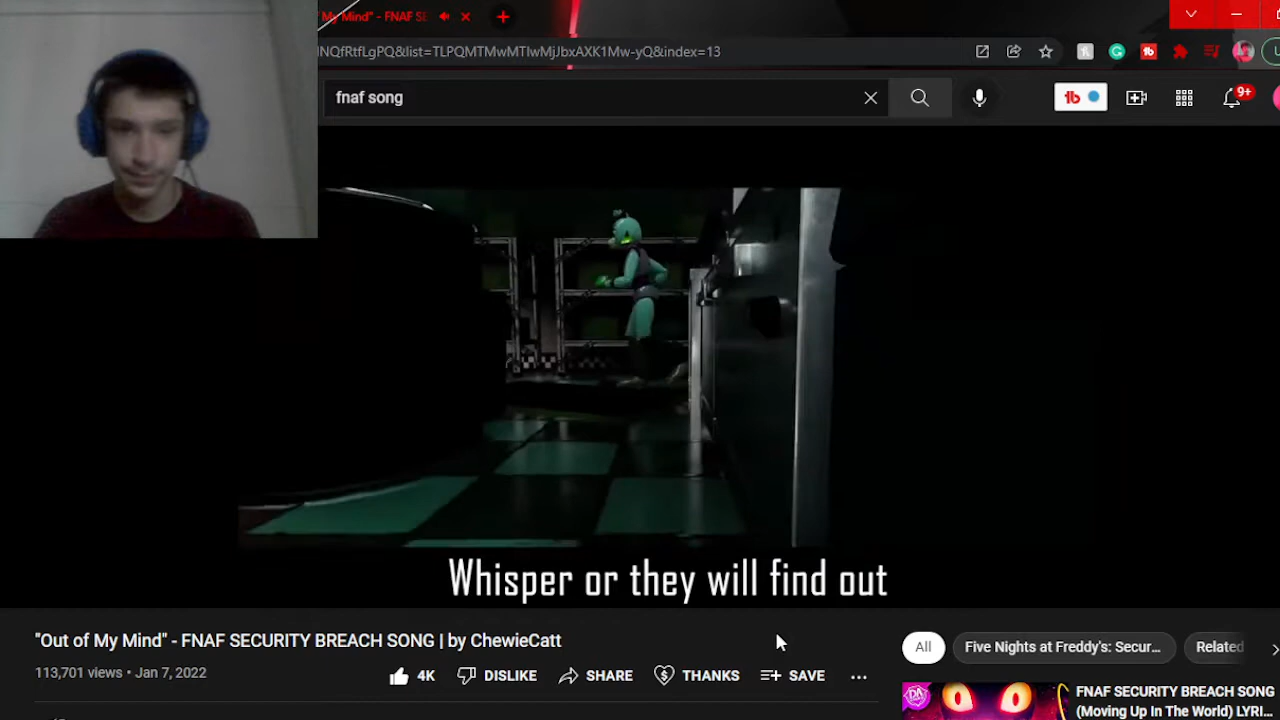 My Mind" - FNAF SE
NQfRtfLgPQ&list=TLPQMTMwMTIwMjJbxAXK1Mw-yQ&index=13
fnaf song
9+
Whisper or they will find out
"Out of My Mind" - FNAF SECURITY BREACH SONG | by ChewieCatt
113,701 views • Jan 7, 2022
4K
DISLIKE
SHARE
THANKS
SAVE
All
Five Nights at Freddy's: Secur...
Related
FNAF SECURITY BREACH SONG
(Moving Up In The World) LYRI...